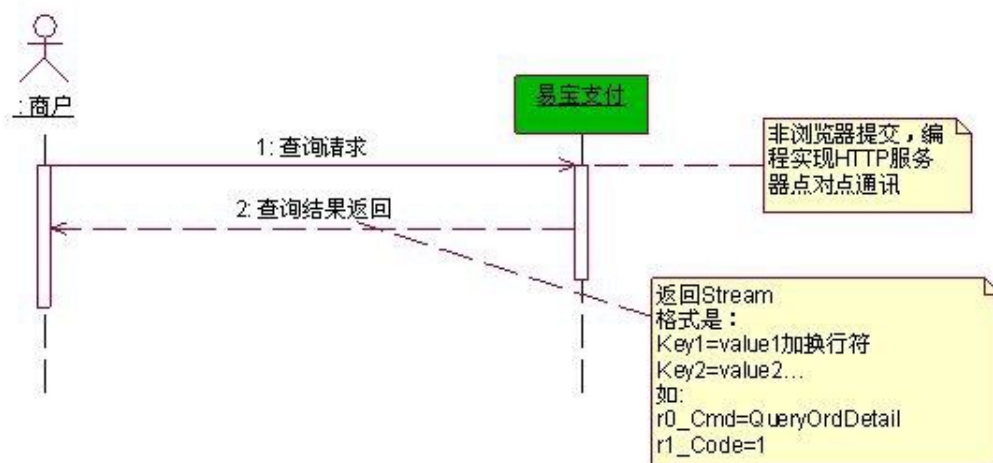 : 商户
易宝支付
1: 查询请求
非浏览器提交，编
程实现HTTP服务
器点对点通讯
2: 查询结果返回
返回Stream
格式是：
Key1=value1加换行符
Key2=value2...
如:
r0_Cmd=QueryOrdDetail
r1_Code=1